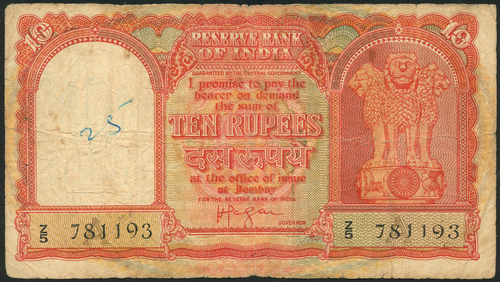 10
10
RESERVE BANK
OF INDIA
GUARANTEED BY THE CENTRAL GOVERNMENT
I promise to pay the
bearer on demand
the sum of
TEN RUPEES
दस रूपये
at the office of issue
at Bombay
FOR THE RESERVE BANK OF INDIA
GOVERNOR
25
Z/5 781193
Z/5 781193